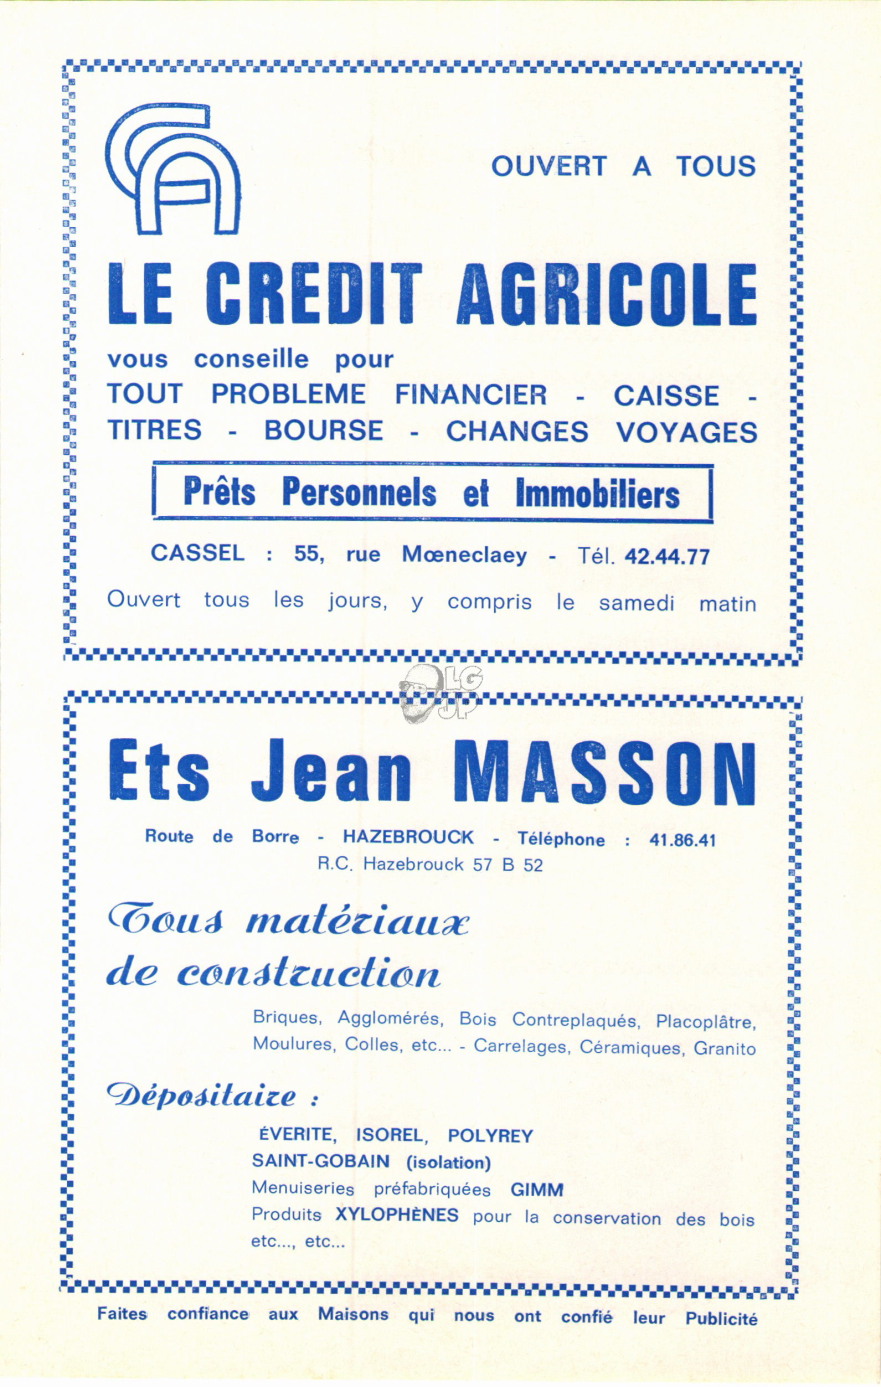 CA
OUVERT A TOUS
LE CREDIT AGRICOLE
vous conseille pour
TOUT PROBLEME FINANCIER - CAISSE -
TITRES - BOURSE - CHANGES VOYAGES
Prêts Personnels et Immobiliers
CASSEL : 55, rue Mœneclaey - Tél. 42.44.77
Ouvert tous les jours, y compris le samedi matin
LG
JP
Ets Jean MASSON
Route de Borre - HAZEBROUCK - Téléphone : 41.86.41
R.C. Hazebrouck 57 B 52
Tous matériaux
de construction
Briques, Agglomérés, Bois Contreplaqués, Placoplâtre,
Moulures, Colles, etc... - Carrelages, Céramiques, Granito
Dépositaire :
ÉVERITE, ISOREL, POLYREY
SAINT-GOBAIN (isolation)
Menuiseries préfabriquées GIMM
Produits XYLOPHÈNES pour la conservation des bois
etc..., etc...
Faites confiance aux Maisons qui nous ont confié leur Publicité